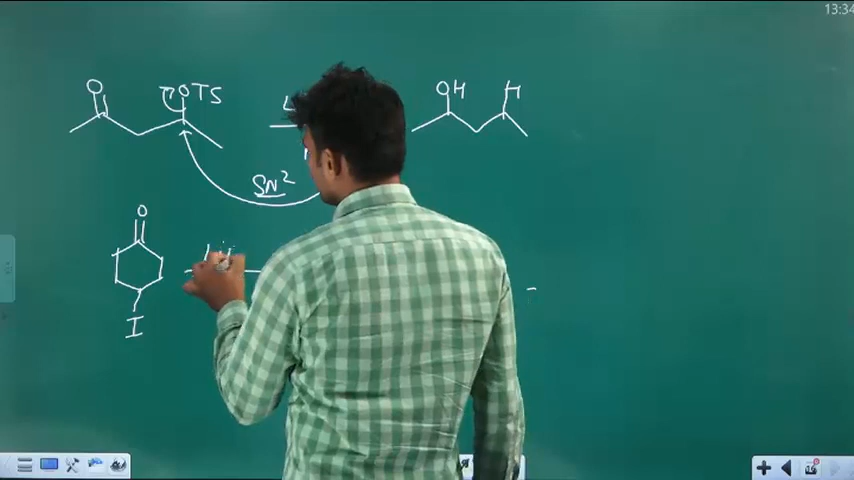 13:34
O OTS OH H
SN²
O
I